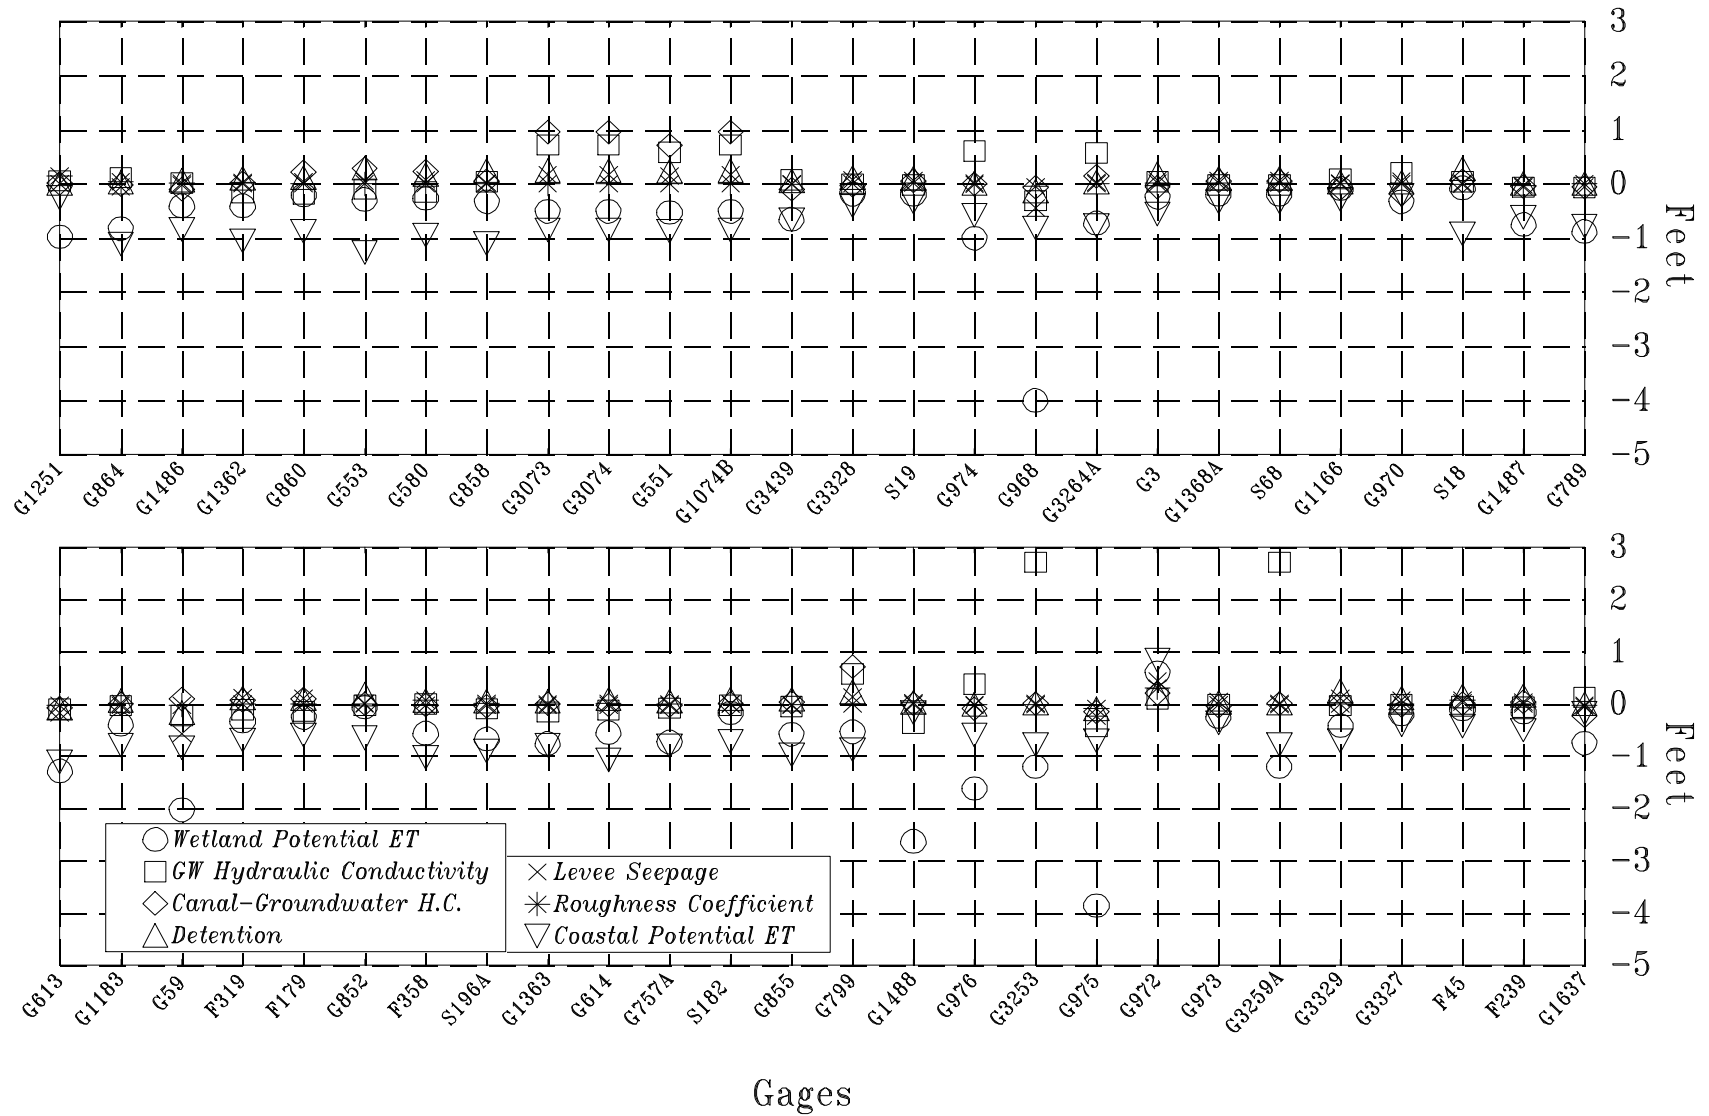 3
2
1
0
-1
-2
-3
-4
-5
Feet
G1251 G864 G1486 G1362 G860 G553 G580 G858 G3073 G3074 G551 G1074B G3439 G3328 S19 G974 G968 G3264A G3 G1368A S68 G1166 G970 S18 G1487 G789
3
2
1
0
-1
-2
-3
-4
-5
Feet
Wetland Potential ET
GW Hydraulic Conductivity
Canal-Groundwater H.C.
Detention
Levee Seepage
Roughness Coefficient
Coastal Potential ET
G613 G1183 G59 F319 F179 G852 F358 S196A G1363 G614 G757A S182 G855 G799 G1488 G976 G3253 G975 G972 G973 G3259A G3329 G3327 F45 F239 G1637
Gages